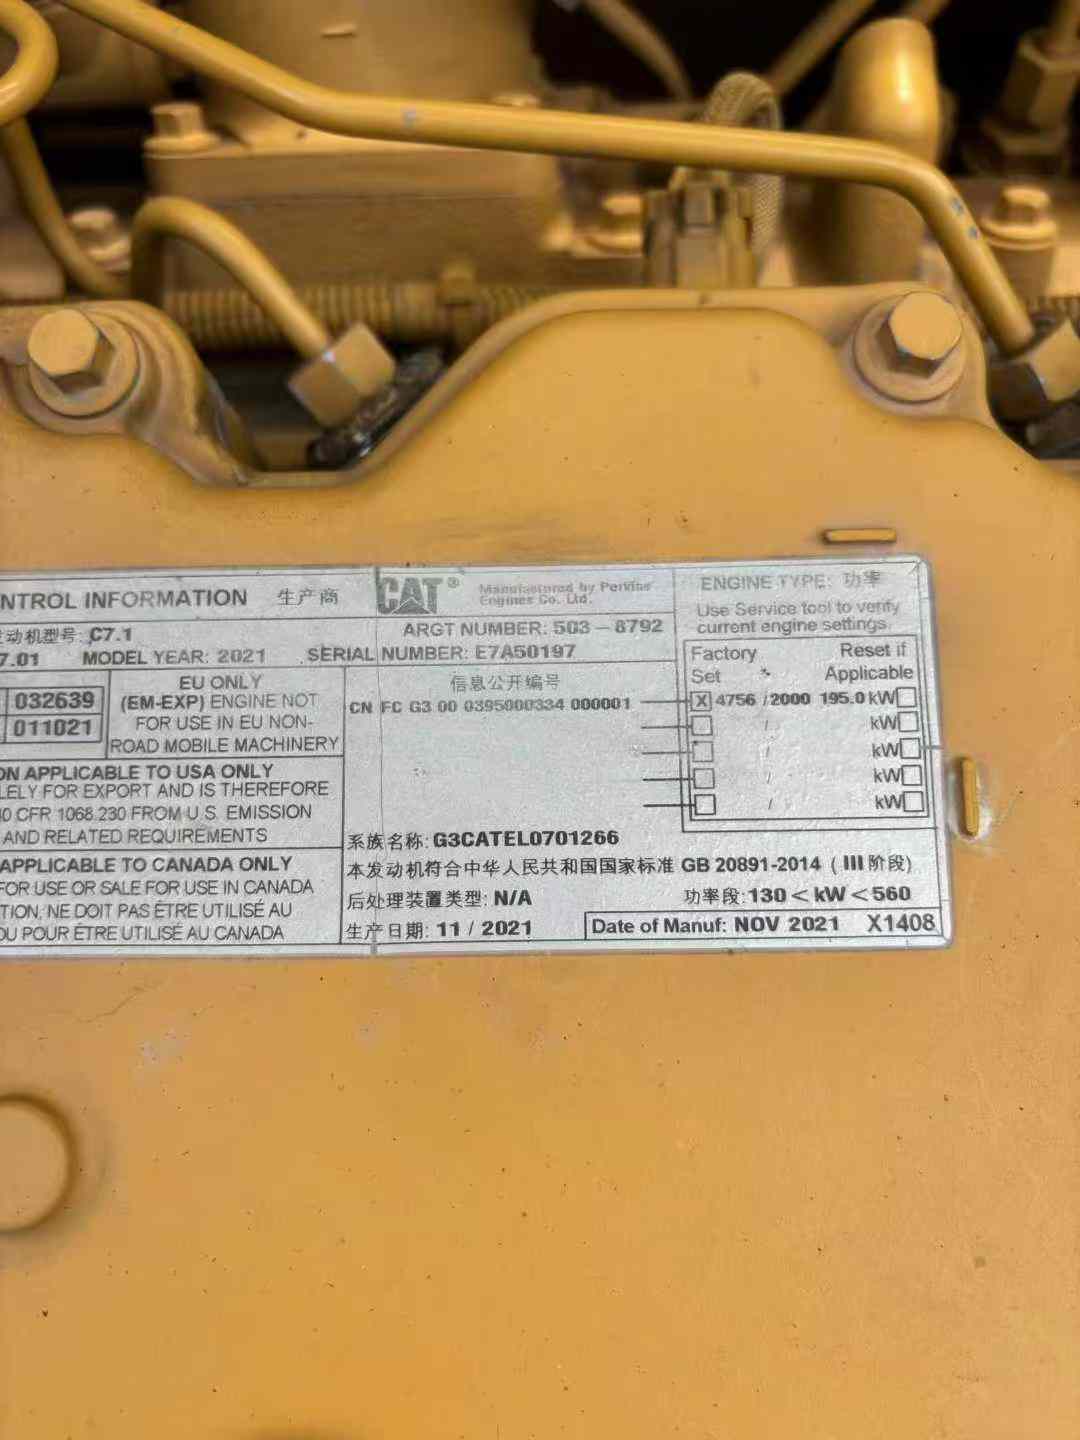 NTROL INFORMATION 生产商 CAT® Manufactured by Perkins Engines Co. Ltd.
发动机型号: C7.1 ARGT NUMBER: 503-8792
7.01 MODEL YEAR: 2021 SERIAL NUMBER: E7A50197
032639
011021
EU ONLY
(EM-EXP) ENGINE NOT
FOR USE IN EU NON-
ROAD MOBILE MACHINERY
ON APPLICABLE TO USA ONLY
LELY FOR EXPORT AND IS THEREFORE
40 CFR 1068.230 FROM U.S. EMISSION
AND RELATED REQUIREMENTS
APPLICABLE TO CANADA ONLY
FOR USE OR SALE FOR USE IN CANADA
TION, NE DOIT PAS ÊTRE UTILISÉ AU
OU POUR ÊTRE UTILISÉ AU CANADA
信息公开编号
CN FC G3 00 0395000334 000001
ENGINE TYPE: 功率
Use Service tool to verify
current engine settings.
Factory Set Reset if Applicable
X 4756 / 2000 195.0 kW
/ kW
/ kW
/ kW
/ kW
系族名称: G3CATEL0701266
本发动机符合中华人民共和国国家标准 GB 20891-2014 ( III 阶段)
后处理装置类型: N/A 功率段: 130 < kW < 560
生产日期: 11 / 2021 Date of Manuf: NOV 2021 X1408